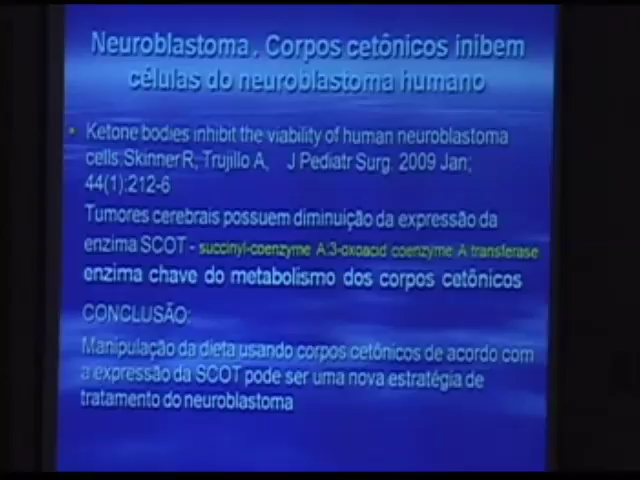 Neuroblastoma. Corpos cetônicos inibem
células do neuroblastoma humano
• Ketone bodies inhibit the viability of human neuroblastoma
cells.Skinner R, Trujillo A, J Pediatr Surg. 2009 Jan;
44(1):212-6
Tumores cerebrais possuem diminuição da expressão da
enzima SCOT - succinyl-coenzyme A:3-oxoacid coenzyme A transferase
enzima chave do metabolismo dos corpos cetônicos
CONCLUSÃO:
Manipulação da dieta usando corpos cetônicos de acordo com
a expressão da SCOT pode ser uma nova estratégia de
tratamento do neuroblastoma